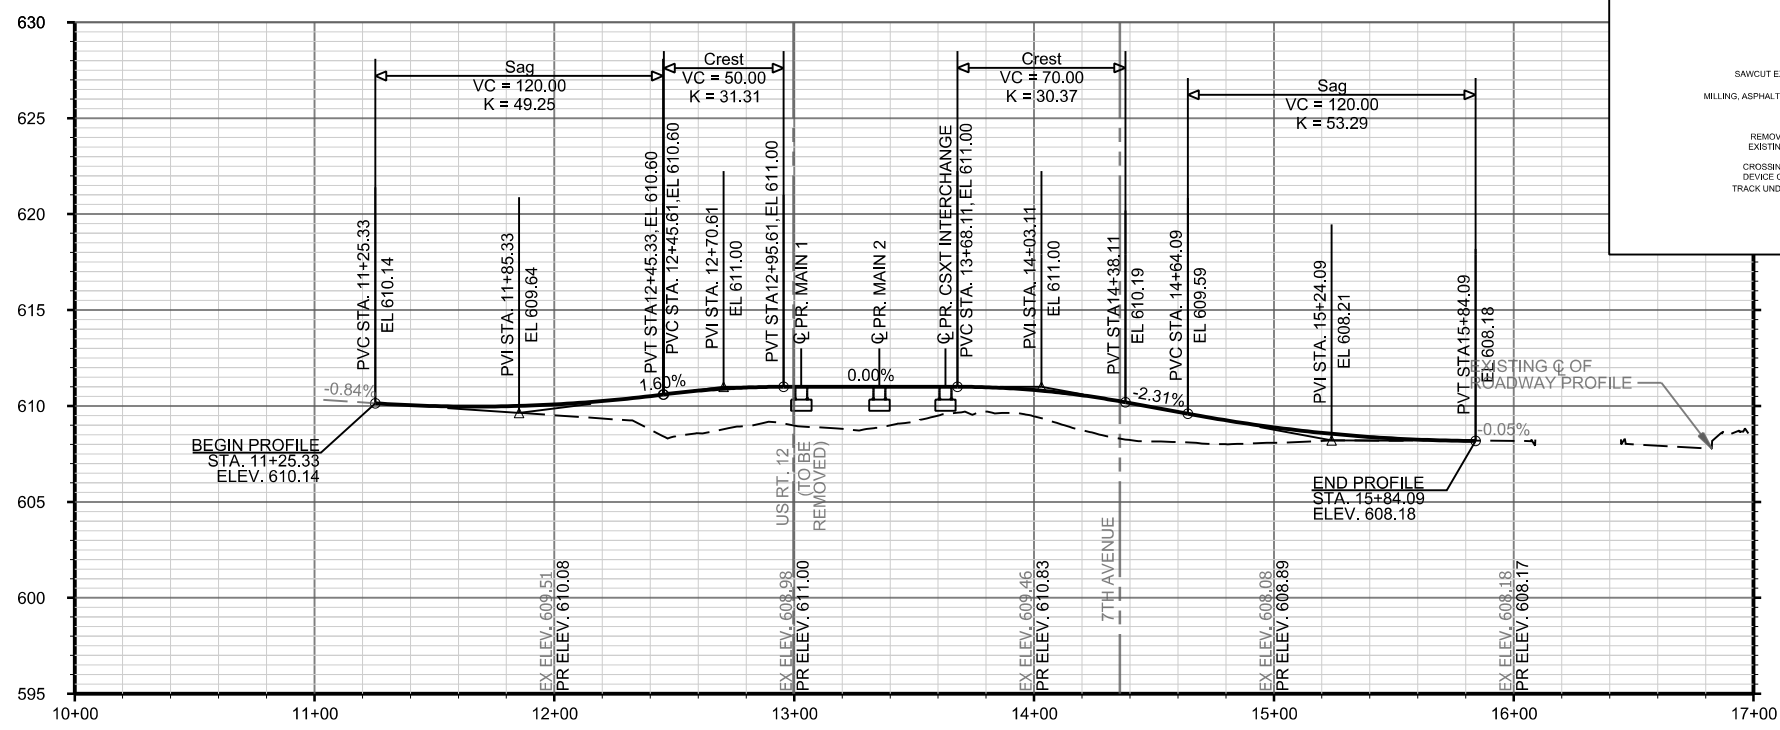 630
625
620
615
610
605
600
595
Sag
VC = 120.00
K = 49.25
Crest
VC = 50.00
K = 31.31
Crest
VC = 70.00
K = 30.37
Sag
VC = 120.00
K = 53.29
PVC STA. 11+25.33
EL 610.14
PVI STA. 11+85.33
EL 609.64
PVT STA12+45.33, EL 610.60
PVC STA. 12+45.61, EL 610.60
PVI STA. 12+70.61
EL 611.00
PVT STA12+95.61, EL 611.00
℄ PR. MAIN 1
℄ PR. MAIN 2
℄ PR. CSXT INTERCHANGE
PVC STA. 13+68.11, EL 611.00
PVI STA. 14+03.11
EL 611.00
PVT STA14+38.11
EL 610.19
PVC STA. 14+64.09
EL 609.59
PVI STA. 15+24.09
EL 608.21
PVT STA15+84.09
EL 608.18
-0.84%
1.60%
0.00%
-2.31%
-0.05%
EXISTING ℄ OF
ROADWAY PROFILE
BEGIN PROFILE
STA. 11+25.33
ELEV. 610.14
END PROFILE
STA. 15+84.09
ELEV. 608.18
US RT. 12
(TO BE
REMOVED)
7TH AVENUE
EX ELEV. 609.51
PR ELEV. 610.08
EX ELEV. 608.98
PR ELEV. 611.00
EX ELEV. 609.46
PR ELEV. 610.83
EX ELEV. 608.08
PR ELEV. 608.89
EX ELEV. 608.18
PR ELEV. 608.17
10+00
11+00
12+00
13+00
14+00
15+00
16+00
17+00
SAWCUT
MILLING, ASPHALT
REMOV
EXISTIN
CROSSIN
DEVICE
TRACK UND